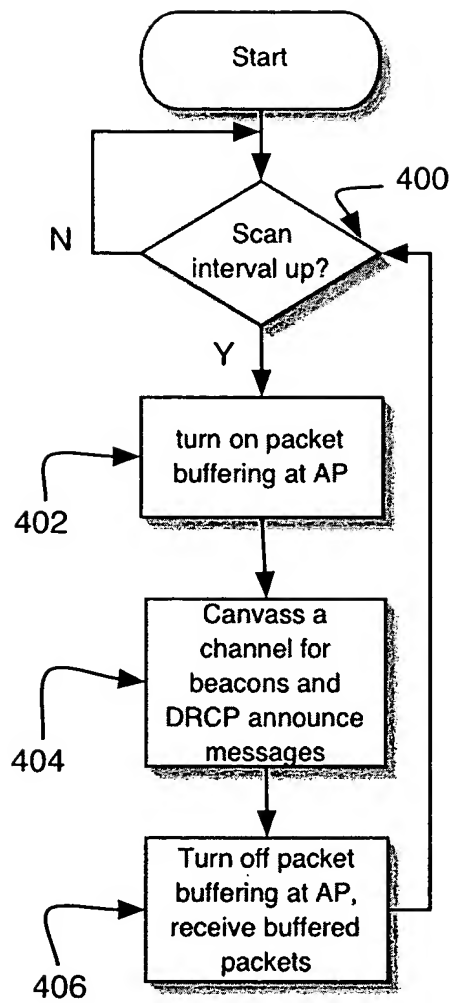 Start
400
N
Scan
interval up?
Y
turn on packet
buffering at AP
402
Canvass a
channel for
beacons and
DRCP announce
messages
404
Turn off packet
buffering at AP,
receive buffered
packets
406